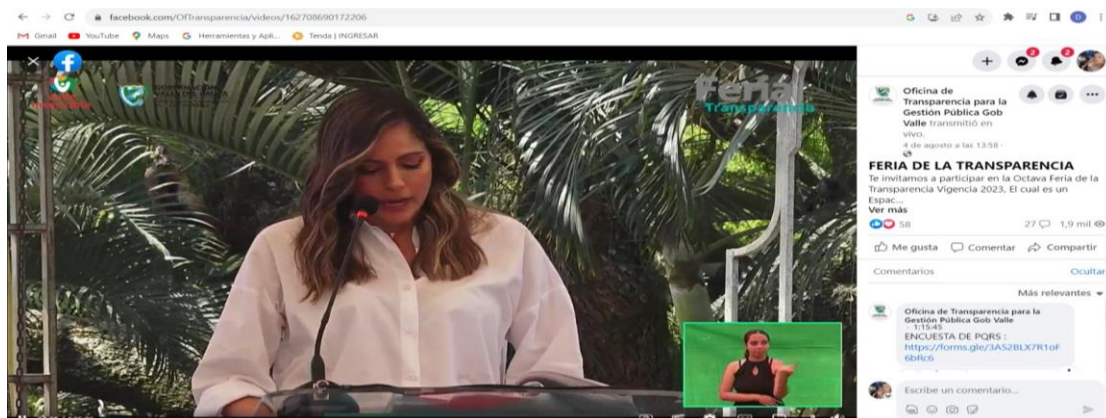 facebook.com/OfTransparencia/videos/162708690172206
Gmail YouTube Maps Herramientas y Apli... Tenda | INGRESAR
Feria
Transparencia
2 2
Oficina de
Transparencia para la
Gestión Pública Gob
Valle transmitió en
vivo.
4 de agosto a las 13:58 ·
FERIA DE LA TRANSPARENCIA
Te invitamos a participar en la Octava Feria de la
Transparencia Vigencia 2023, El cual es un
Espac...
Ver más
58 27 1,9 mil
Me gusta Comentar Compartir
Comentarios Ocultar
Más relevantes
Oficina de Transparencia para la
Gestión Pública Gob Valle
· 1:15:45
ENCUESTA DE PQRS :
https://forms.gle/3A52BLX7R1oF
6bRc6
Escribe un comentario...